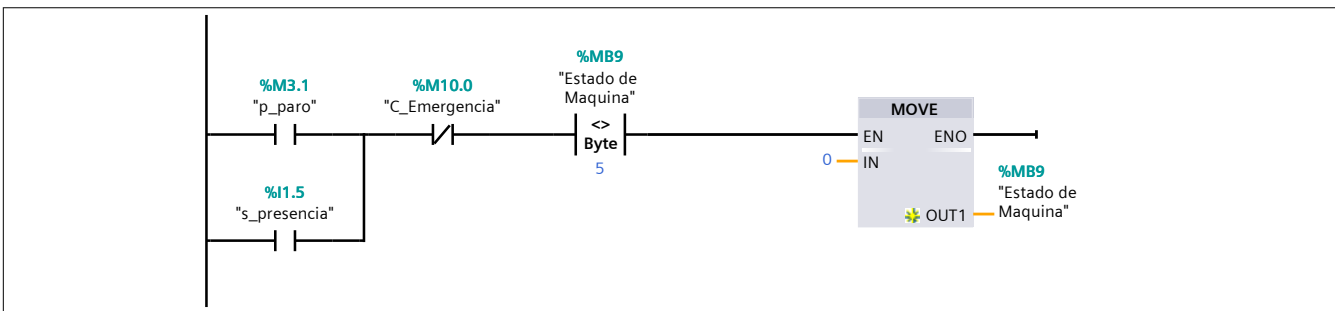 %MB9
"Estado de
Maquina"
%M3.1
"p_paro"
%M10.0
"C_Emergencia"
<>
Byte
5
MOVE
EN
ENO
0
IN
%MB9
"Estado de
Maquina"
OUT1
%I1.5
"s_presencia"